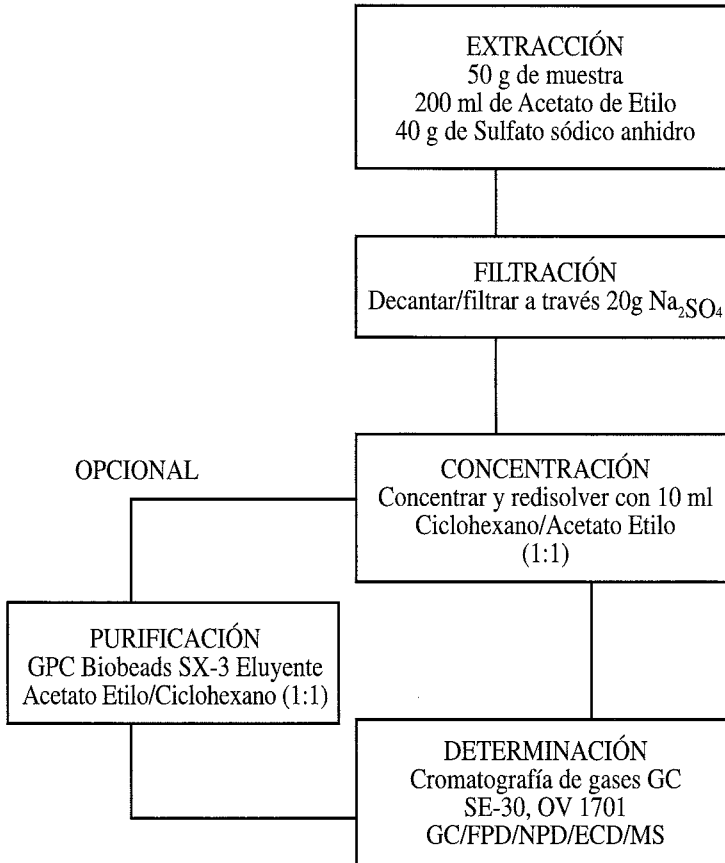 EXTRACCIÓN
50 g de muestra
200 ml de Acetato de Etilo
40 g de Sulfato sódico anhidro
FILTRACIÓN
Decantar/filtrar a través 20g Na₂SO₄
OPCIONAL
CONCENTRACIÓN
Concentrar y redisolver con 10 ml
Ciclohexano/Acetato Etilo
(1:1)
PURIFICACIÓN
GPC Biobeads SX-3 Eluyente
Acetato Etilo/Ciclohexano (1:1)
DETERMINACIÓN
Cromatografía de gases GC
SE-30, OV 1701
GC/FPD/NPD/ECD/MS